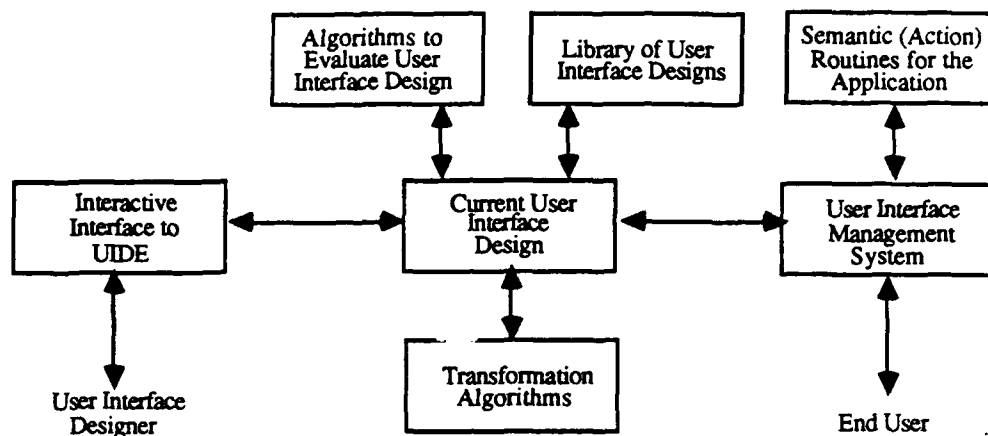 Algorithms to
Evaluate User
Interface Design
Library of User
Interface Designs
Semantic (Action)
Routines for the
Application
Interactive
Interface to
UIDE
Current User
Interface
Design
User Interface
Management
System
Transformation
Algorithms
User Interface
Designer
End User